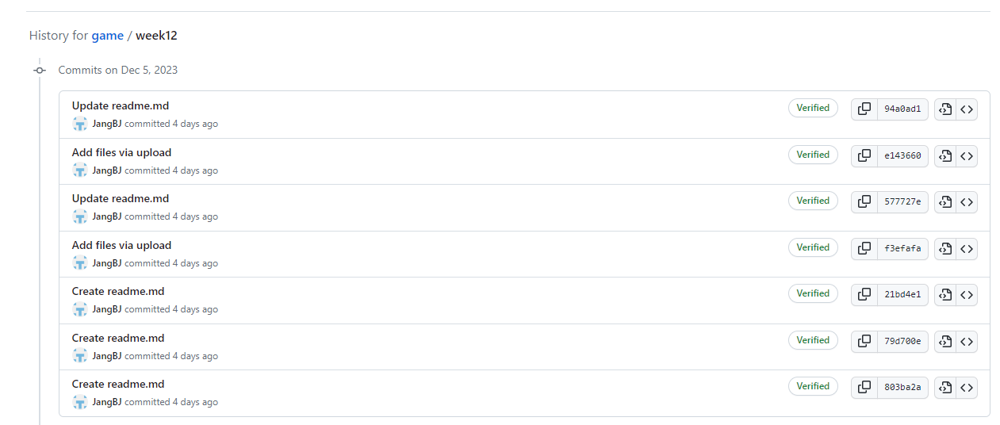 History for game / week12
Commits on Dec 5, 2023
Update readme.md
Verified
94a0ad1
JangBJ committed 4 days ago
Add files via upload
Verified
e143660
JangBJ committed 4 days ago
Update readme.md
Verified
577727e
JangBJ committed 4 days ago
Add files via upload
Verified
f3efafa
JangBJ committed 4 days ago
Create readme.md
Verified
21bd4e1
JangBJ committed 4 days ago
Create readme.md
Verified
79d700e
JangBJ committed 4 days ago
Create readme.md
Verified
803ba2a
JangBJ committed 4 days ago